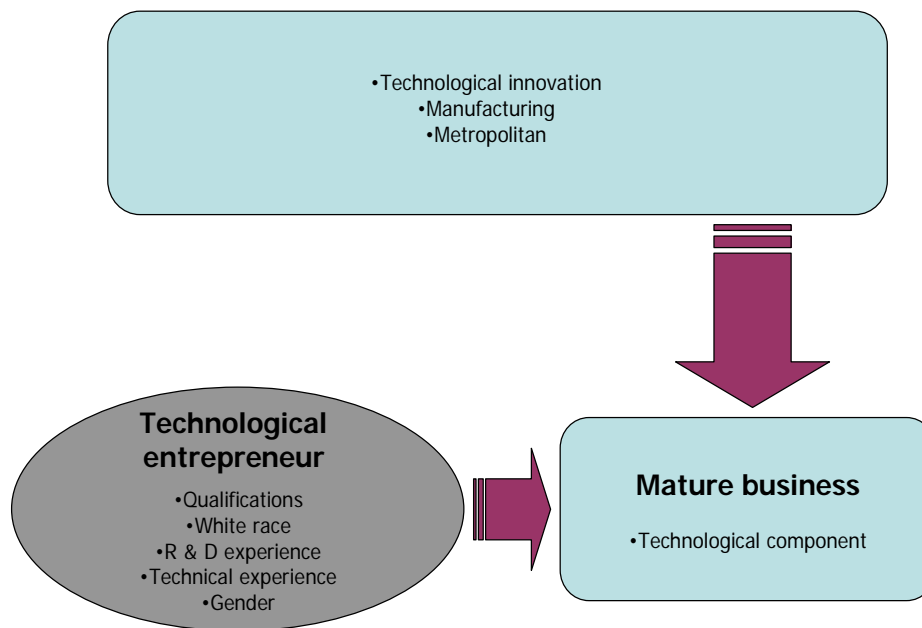 •Technological innovation
•Manufacturing
•Metropolitan
Technological
entrepreneur
•Qualifications
•White race
•R & D experience
•Technical experience
•Gender
Mature business
•Technological component